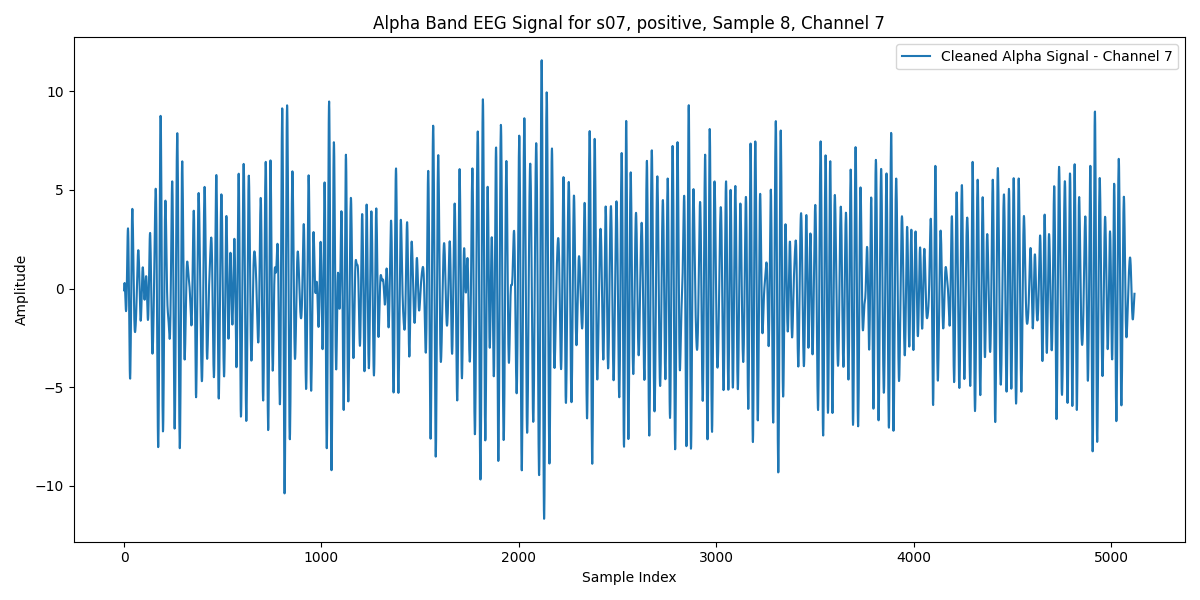 Alpha Band EEG Signal for s07, positive, Sample 8, Channel 7
Cleaned Alpha Signal - Channel 7
Amplitude
10
5
0
−5
−10
0 1000 2000 3000 4000 5000
Sample Index